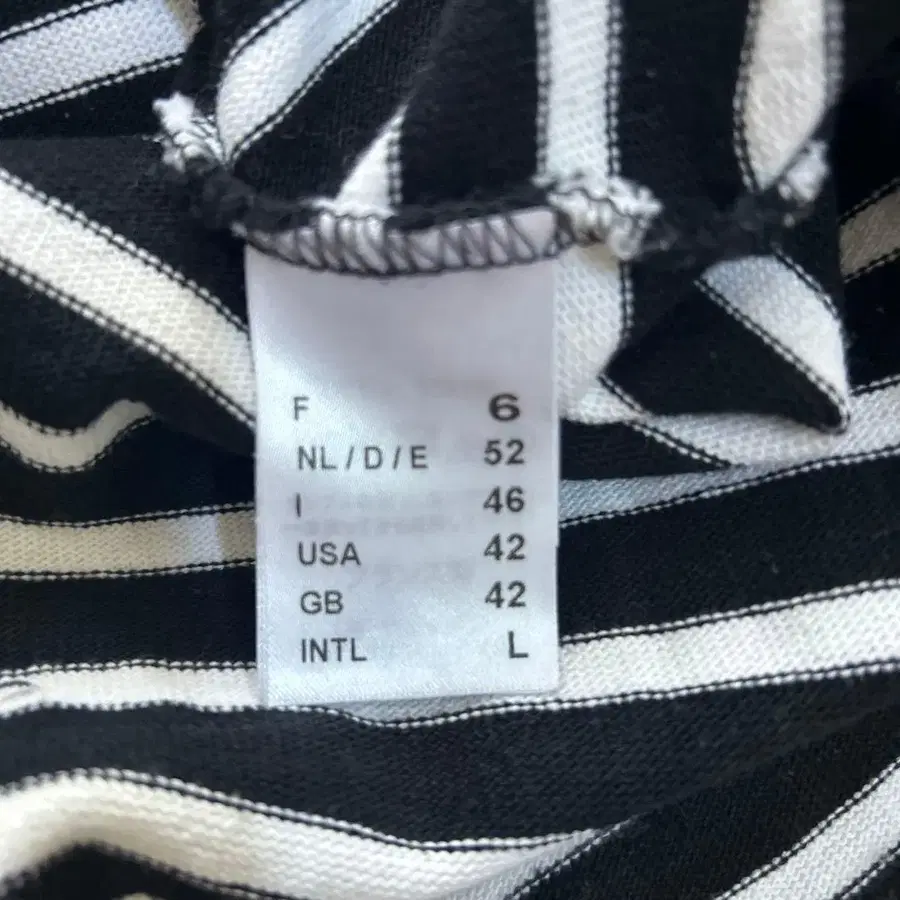 F 6
NL / D / E 52
I 46
USA 42
GB 42
INTL L